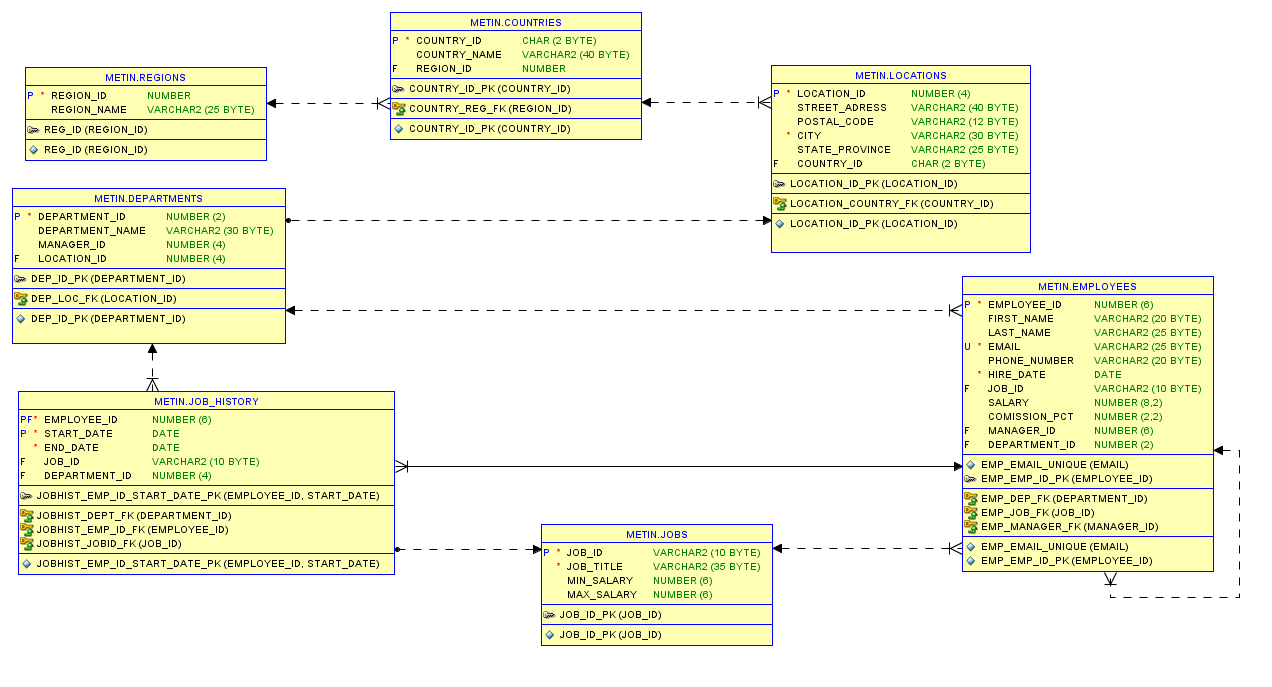 METIN.COUNTRIES
P * COUNTRY_ID CHAR (2 BYTE)
COUNTRY_NAME VARCHAR2 (40 BYTE)
F REGION_ID NUMBER
COUNTRY_ID_PK (COUNTRY_ID)
COUNTRY_REG_FK (REGION_ID)
COUNTRY_ID_PK (COUNTRY_ID)
METIN.REGIONS
P * REGION_ID NUMBER
REGION_NAME VARCHAR2 (25 BYTE)
REG_ID (REGION_ID)
REG_ID (REGION_ID)
METIN.LOCATIONS
P * LOCATION_ID NUMBER (4)
STREET_ADRESS VARCHAR2 (40 BYTE)
POSTAL_CODE VARCHAR2 (12 BYTE)
* CITY VARCHAR2 (30 BYTE)
STATE_PROVINCE VARCHAR2 (25 BYTE)
F COUNTRY_ID CHAR (2 BYTE)
LOCATION_ID_PK (LOCATION_ID)
LOCATION_COUNTRY_FK (COUNTRY_ID)
LOCATION_ID_PK (LOCATION_ID)
METIN.DEPARTMENTS
P * DEPARTMENT_ID NUMBER (2)
DEPARTMENT_NAME VARCHAR2 (30 BYTE)
MANAGER_ID NUMBER (4)
F LOCATION_ID NUMBER (4)
DEP_ID_PK (DEPARTMENT_ID)
DEP_LOC_FK (LOCATION_ID)
DEP_ID_PK (DEPARTMENT_ID)
METIN.EMPLOYEES
P * EMPLOYEE_ID NUMBER (6)
FIRST_NAME VARCHAR2 (20 BYTE)
LAST_NAME VARCHAR2 (25 BYTE)
U * EMAIL VARCHAR2 (25 BYTE)
PHONE_NUMBER VARCHAR2 (20 BYTE)
* HIRE_DATE DATE
F JOB_ID VARCHAR2 (10 BYTE)
SALARY NUMBER (8,2)
COMISSION_PCT NUMBER (2,2)
F MANAGER_ID NUMBER (6)
F DEPARTMENT_ID NUMBER (2)
EMP_EMAIL_UNIQUE (EMAIL)
EMP_EMP_ID_PK (EMPLOYEE_ID)
EMP_DEP_FK (DEPARTMENT_ID)
EMP_JOB_FK (JOB_ID)
EMP_MANAGER_FK (MANAGER_ID)
EMP_EMAIL_UNIQUE (EMAIL)
EMP_EMP_ID_PK (EMPLOYEE_ID)
METIN.JOB_HISTORY
PF* EMPLOYEE_ID NUMBER (6)
P * START_DATE DATE
* END_DATE DATE
F JOB_ID VARCHAR2 (10 BYTE)
F DEPARTMENT_ID NUMBER (4)
JOBHIST_EMP_ID_START_DATE_PK (EMPLOYEE_ID, START_DATE)
JOBHIST_DEPT_FK (DEPARTMENT_ID)
JOBHIST_EMP_ID_FK (EMPLOYEE_ID)
JOBHIST_JOBID_FK (JOB_ID)
JOBHIST_EMP_ID_START_DATE_PK (EMPLOYEE_ID, START_DATE)
METIN.JOBS
P * JOB_ID VARCHAR2 (10 BYTE)
* JOB_TITLE VARCHAR2 (35 BYTE)
MIN_SALARY NUMBER (6)
MAX_SALARY NUMBER (6)
JOB_ID_PK (JOB_ID)
JOB_ID_PK (JOB_ID)